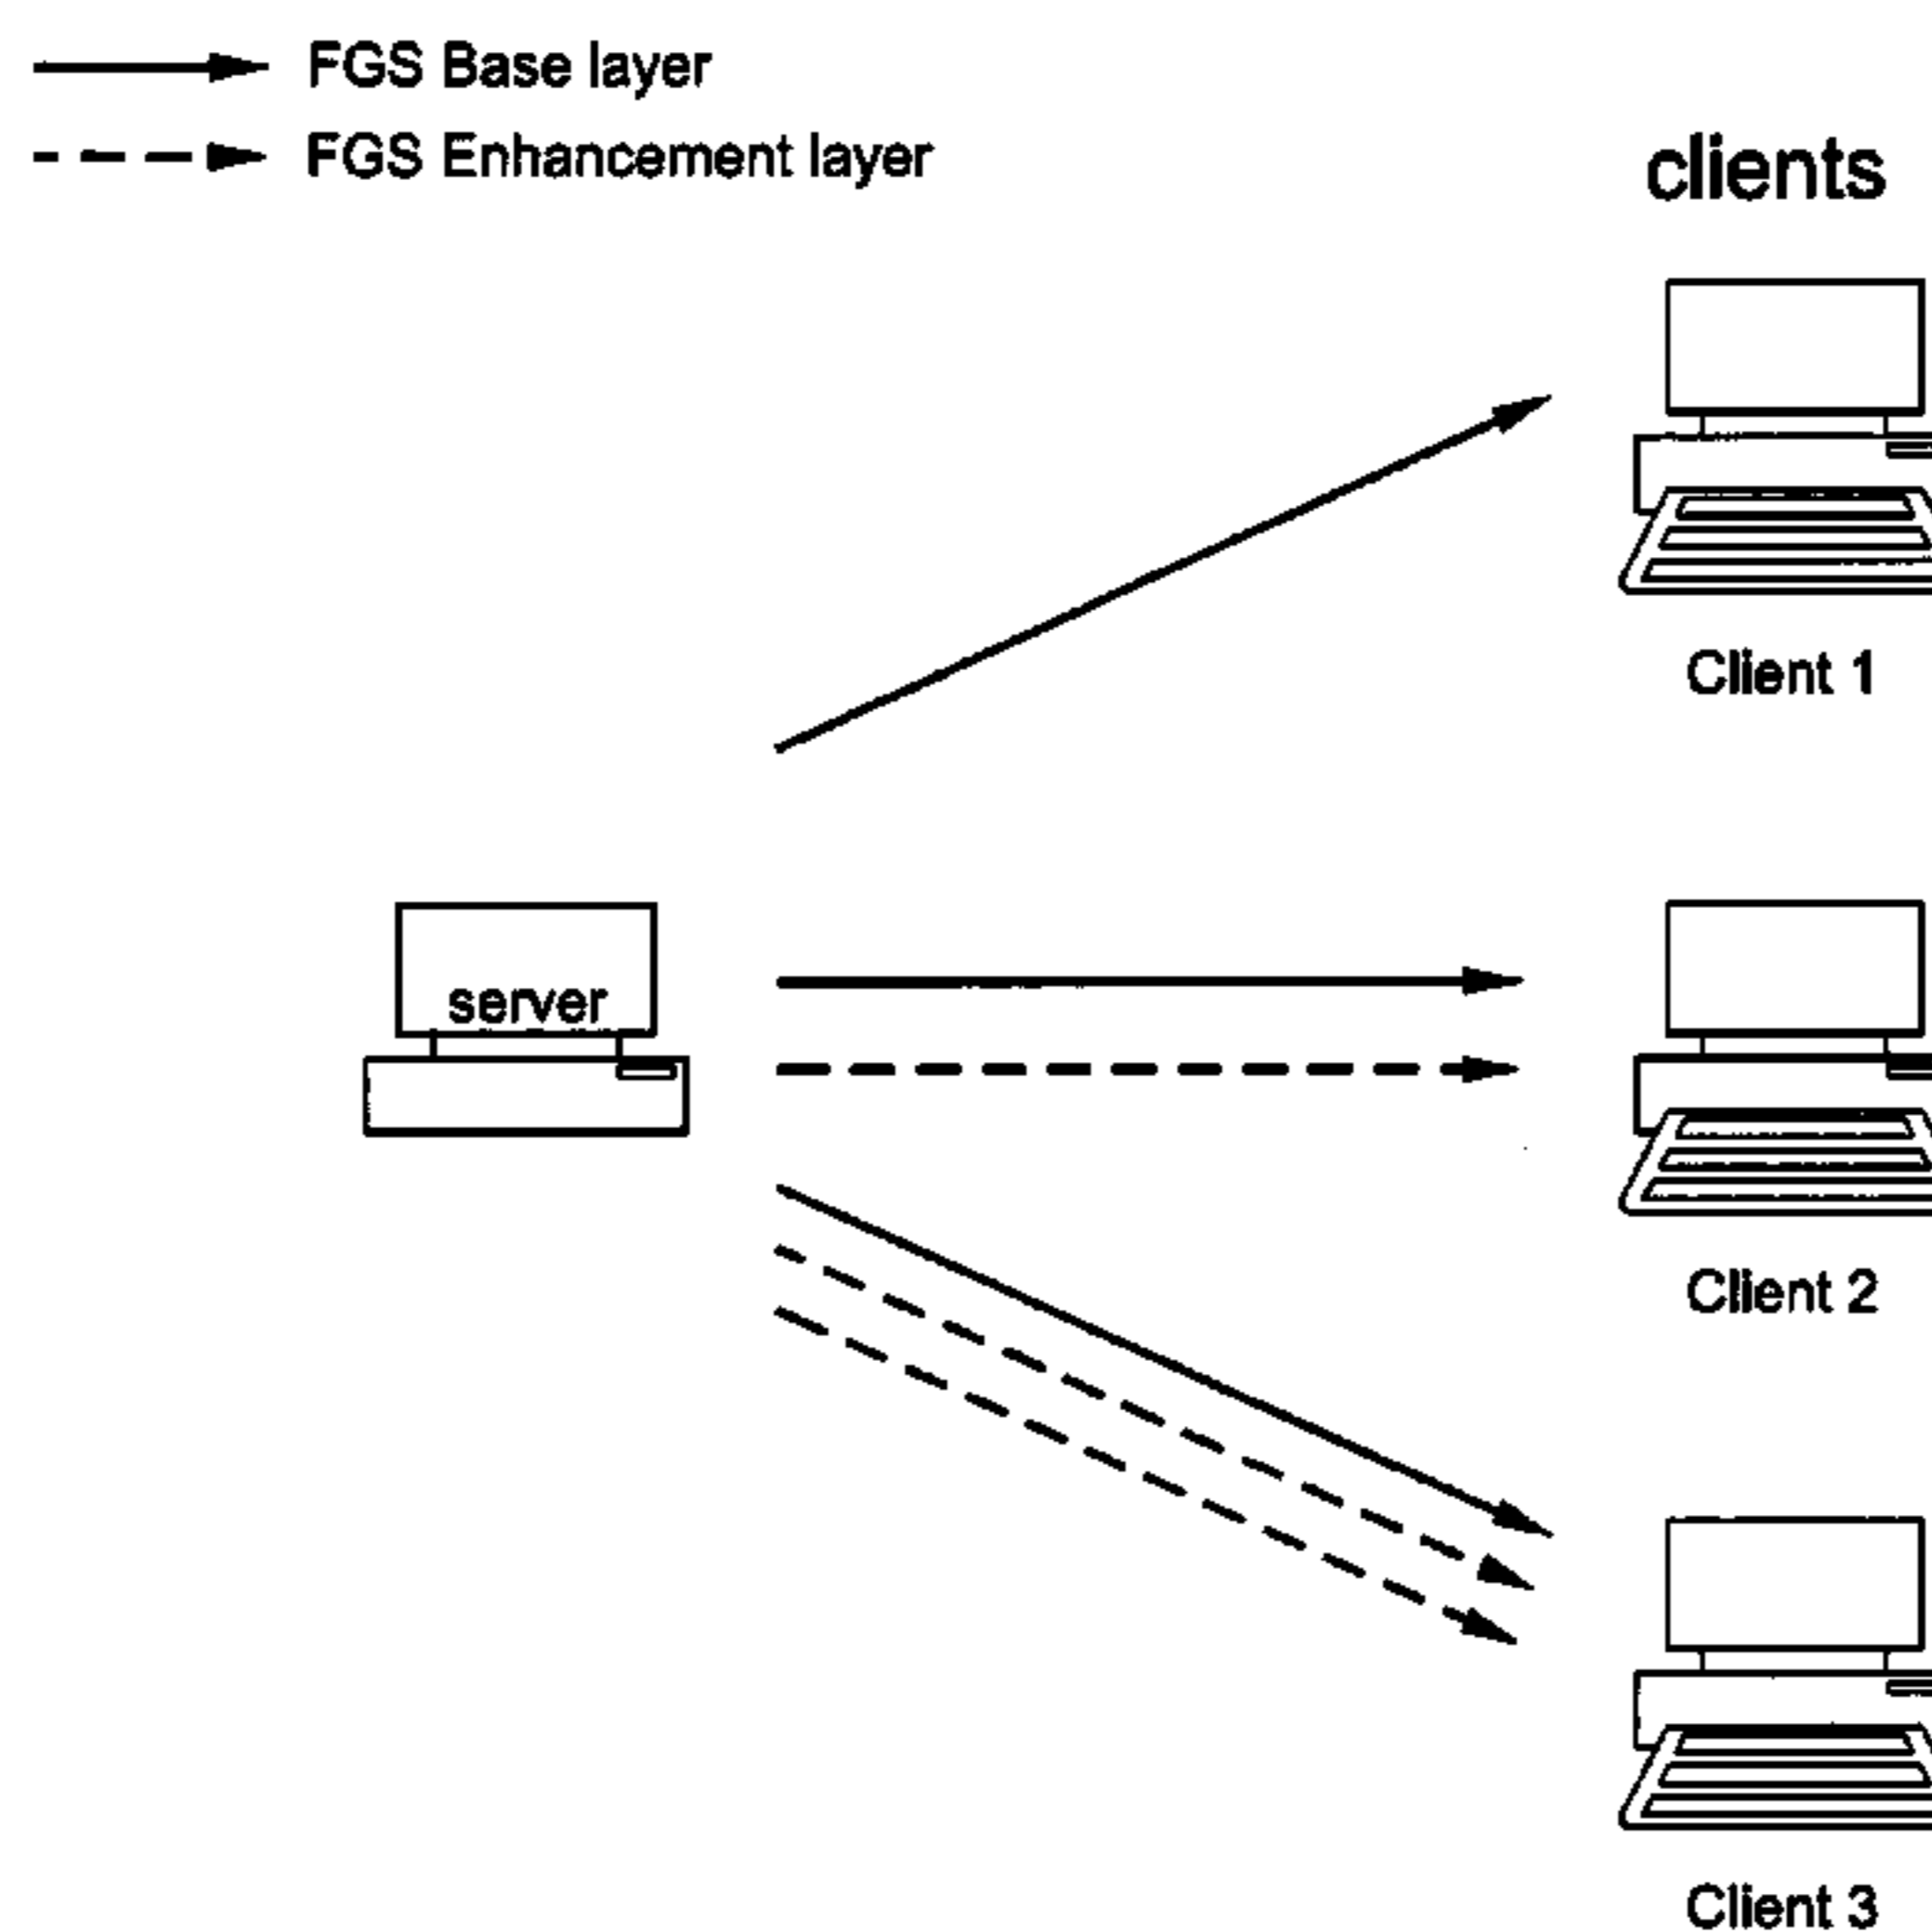 FGS Base layer
FGS Enhancement layer
clients
Client 1
server
Client 2
Client 3